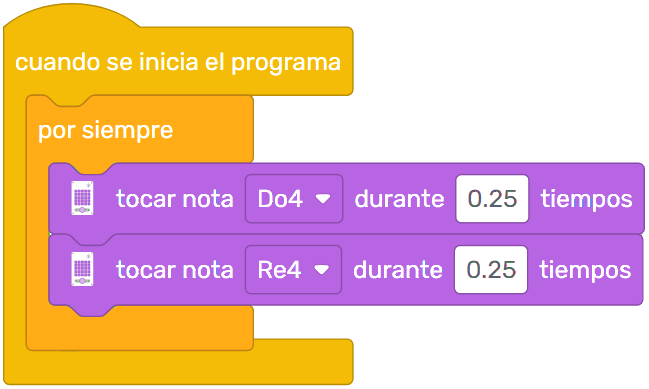 cuando se inicia el programa
por siempre
tocar nota Do4 durante 0.25 tiempos
tocar nota Re4 durante 0.25 tiempos